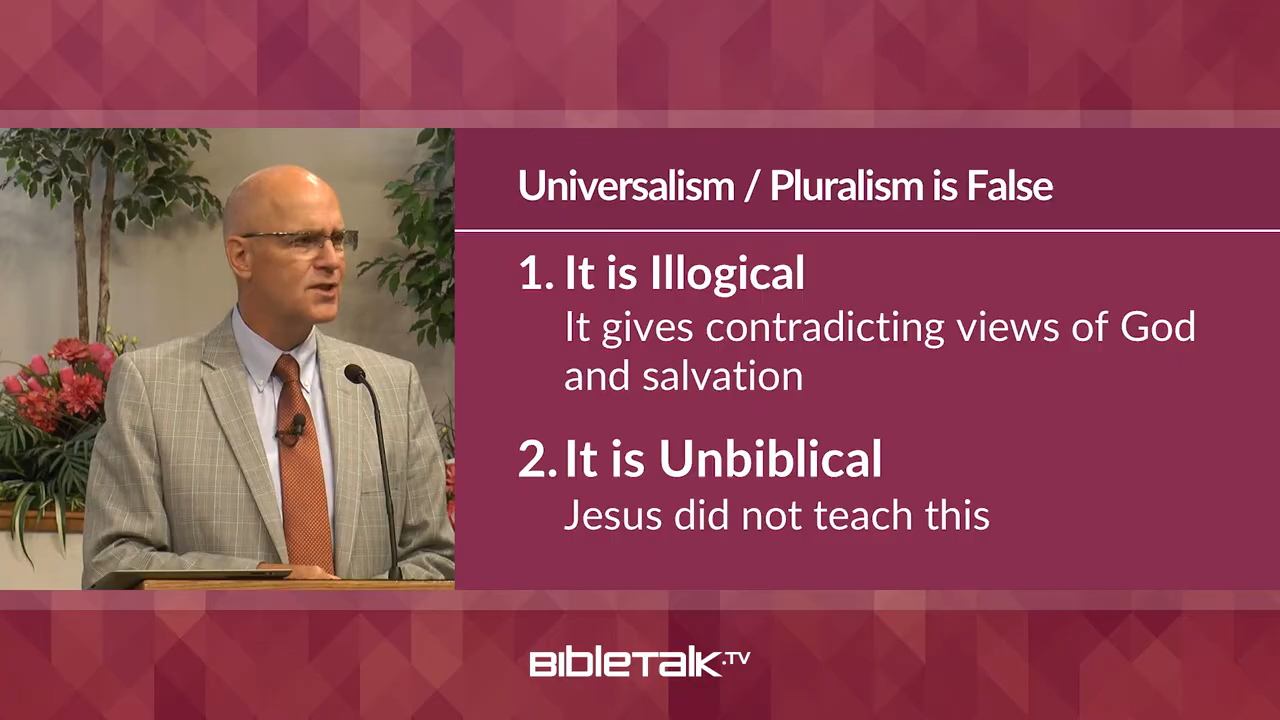 Universalism / Pluralism is False
1. It is Illogical
It gives contradicting views of God
and salvation
2. It is Unbiblical
Jesus did not teach this
BIBLETALK.TV